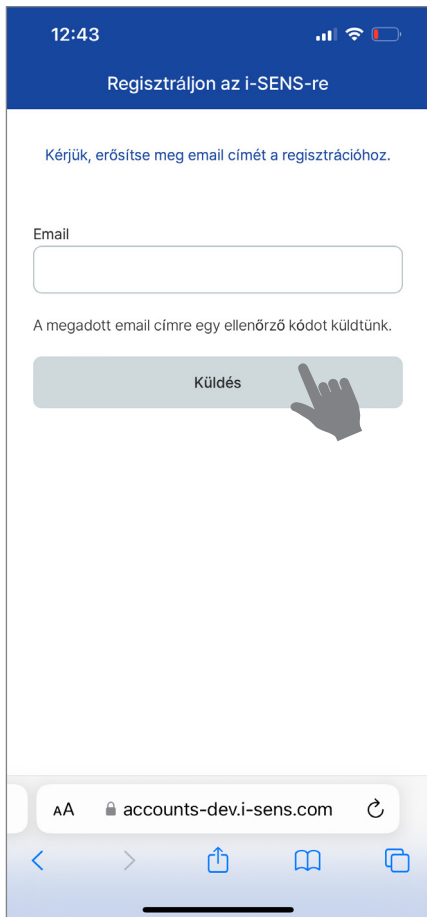 12:43
Regisztráljon az i-SENS-re
Kérjük, erősítse meg email címét a regisztrációhoz.
Email
A megadott email címre egy ellenőrző kódot küldtünk.
Küldés
AA accounts-dev.i-sens.com